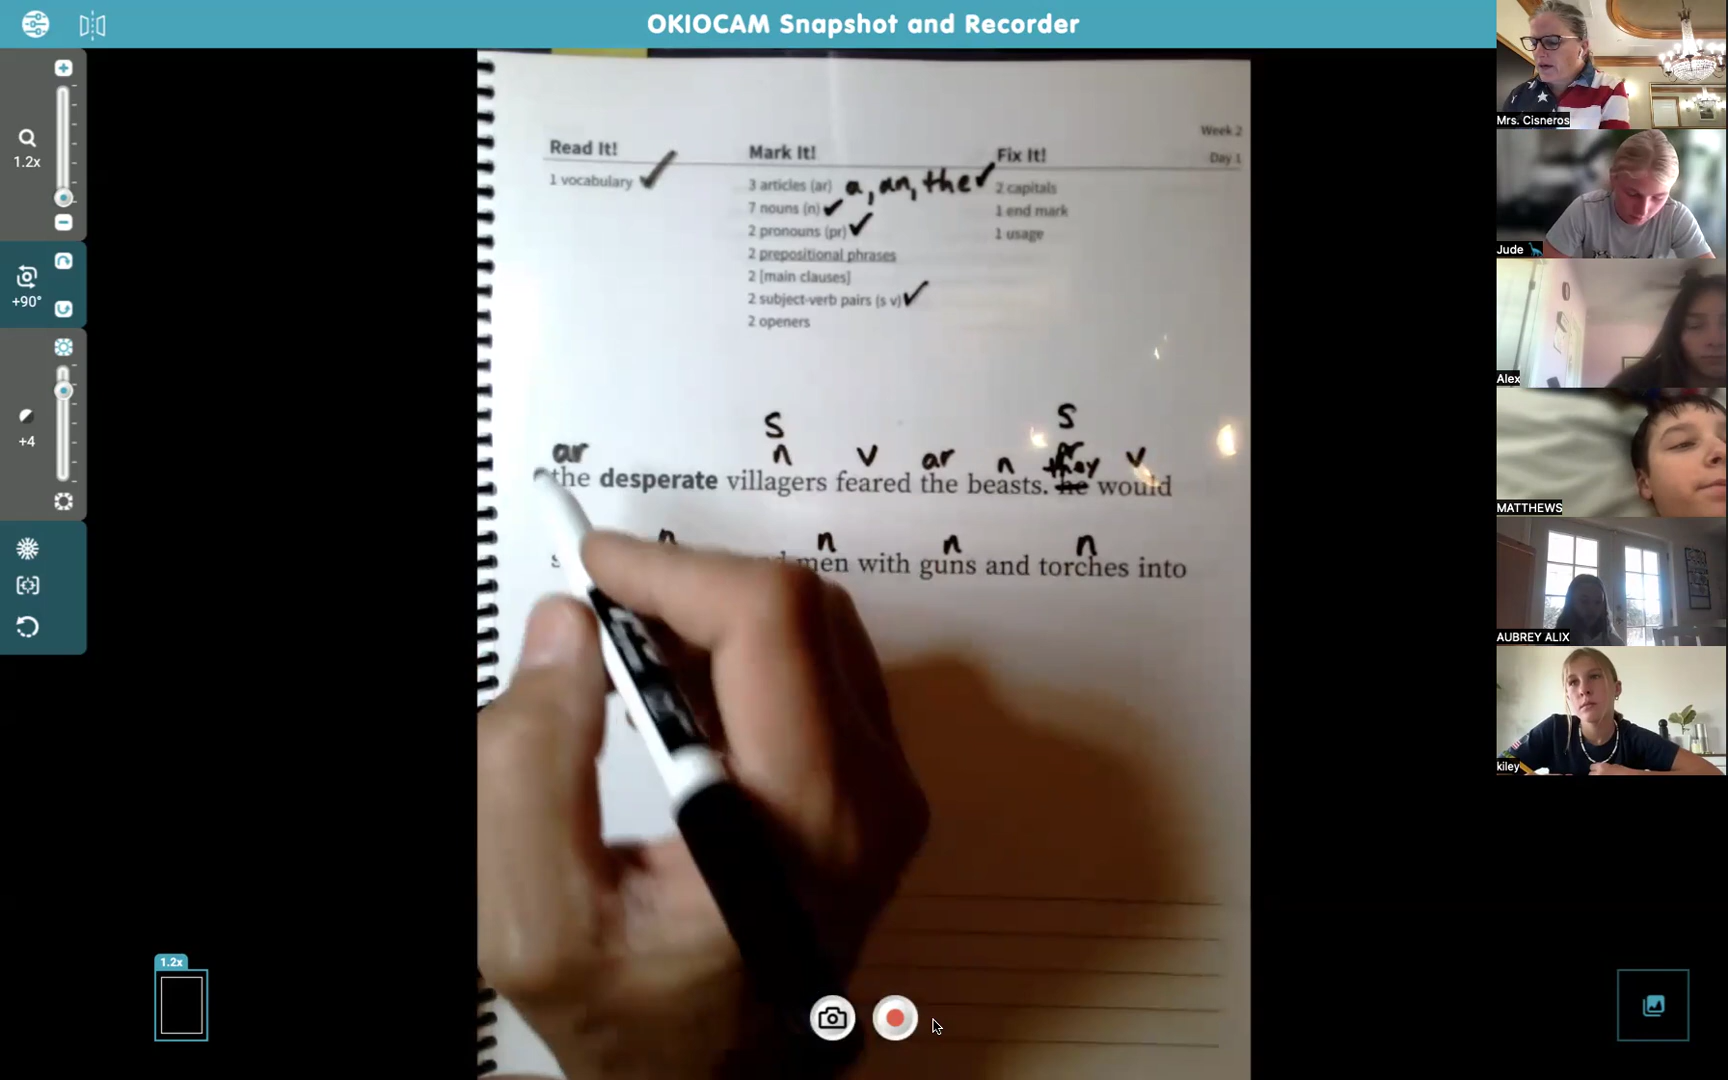 OKIOCAM Snapshot and Recorder
1.2x
+90°
+4
1.2x
Week 2
Day 1
Read It!
1 vocabulary ✓
Mark It!
3 articles (ar) a, an, the ✓
7 nouns (n) ✓
2 pronouns (pr) ✓
2 prepositional phrases
2 [main clauses]
2 subject-verb pairs (s v) ✓
2 openers
Fix It!
2 capitals
1 end mark
1 usage
S S
ar n v ar n pr v
they
the desperate villagers feared the beasts. he would
n n n n
men with guns and torches into
Mrs. Cisneros
Jude
Alex
MATTHEWS
AUBREY ALIX
kiley